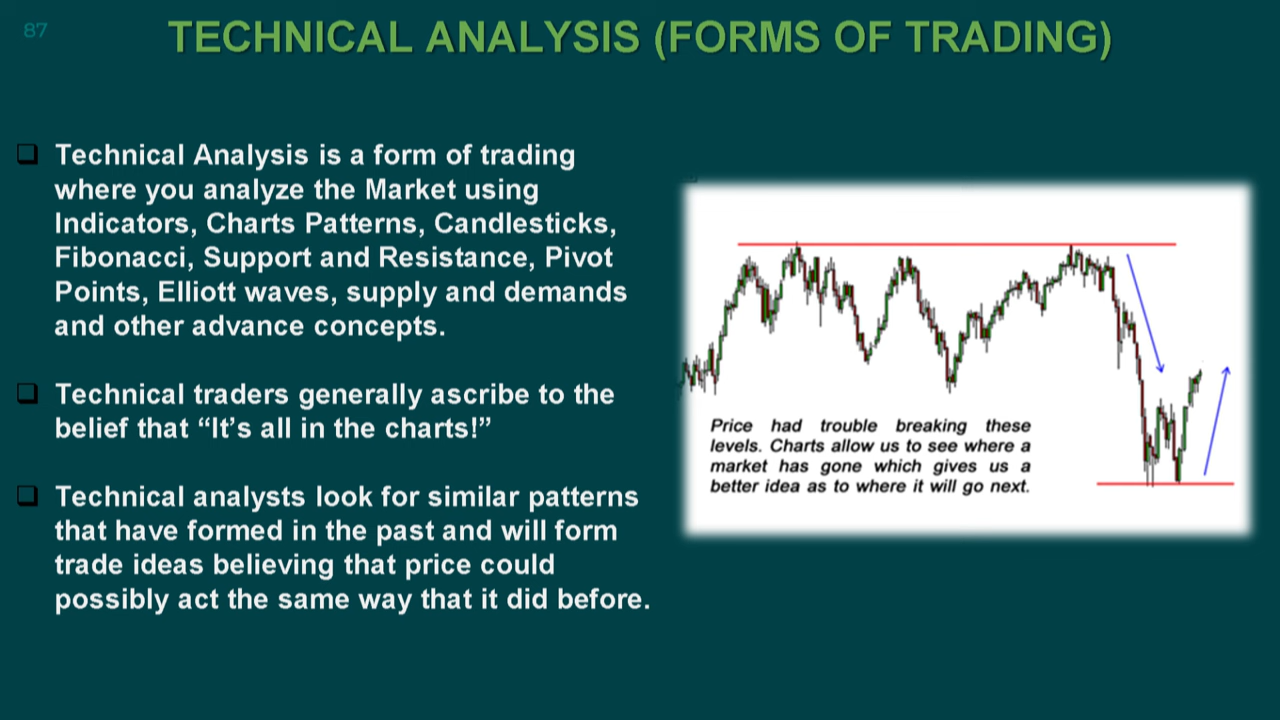 87
TECHNICAL ANALYSIS (FORMS OF TRADING)
Technical Analysis is a form of trading
where you analyze the Market using
Indicators, Charts Patterns, Candlesticks,
Fibonacci, Support and Resistance, Pivot
Points, Elliott waves, supply and demands
and other advance concepts.
Technical traders generally ascribe to the
belief that “It’s all in the charts!”
Technical analysts look for similar patterns
that have formed in the past and will form
trade ideas believing that price could
possibly act the same way that it did before.
Price had trouble breaking these
levels. Charts allow us to see where a
market has gone which gives us a
better idea as to where it will go next.